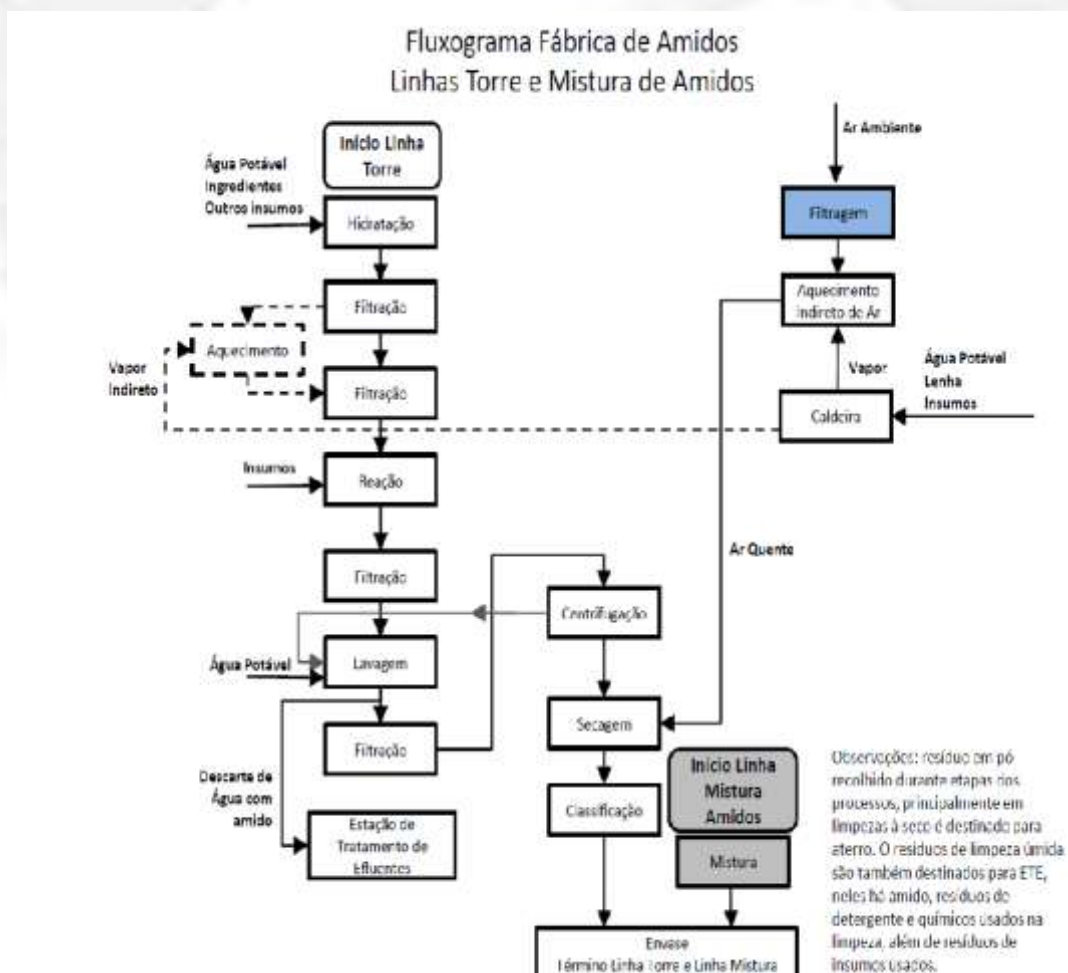 Fluxograma Fábrica de Amidos
Linhas Torre e Mistura de Amidos
Início Linha
Torre
Água Potável
Ingredientes
Outros insumos
Hidratação
Filtração
Aquecimento
Vapor
Indireto
Filtração
Insumos
Reação
Filtração
Lavagem
Água Potável
Filtração
Descarte de
Água com
amido
Estação de
Tratamento de
Efluentes
Centrifugação
Secagem
Classificação
Ar Ambiente
Filtragem
Aquecimento
Indireto de Ar
Vapor
Água Potável
Lenha
Insumos
Caldeira
Ar Quente
Início Linha
Mistura
Amidos
Mistura
Envase
Término Linha Torre e Linha Mistura
Observações: resíduo em pó
recolhido durante etapas dos
processos, principalmente em
limpezas à seco é destinado para
aterro. O resíduos de limpeza úmida
são também destinados para ETE,
neles há amido, resíduos de
detergente e químicos usados na
limpeza, além de resíduos de
insumos usados.